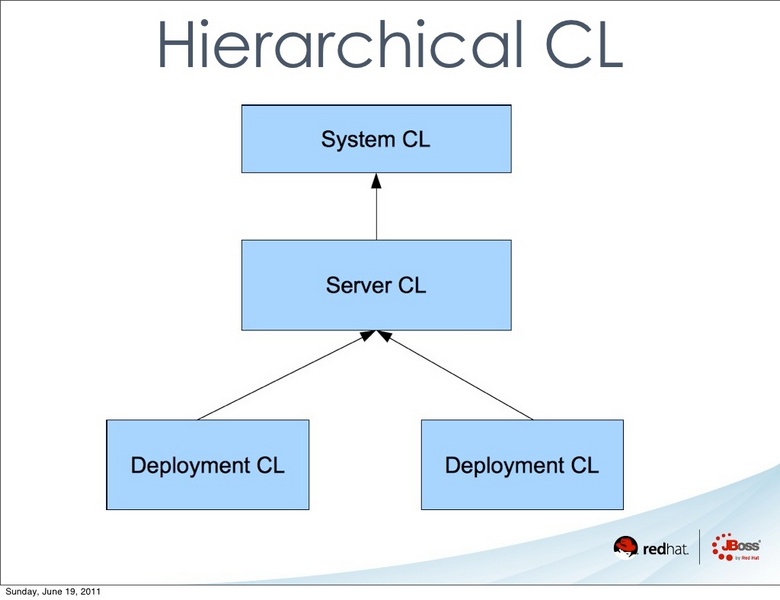 Hierarchical CL
System CL
Server CL
Deployment CL
Deployment CL
redhat.
JBoss
by Red Hat
Sunday, June 19, 2011